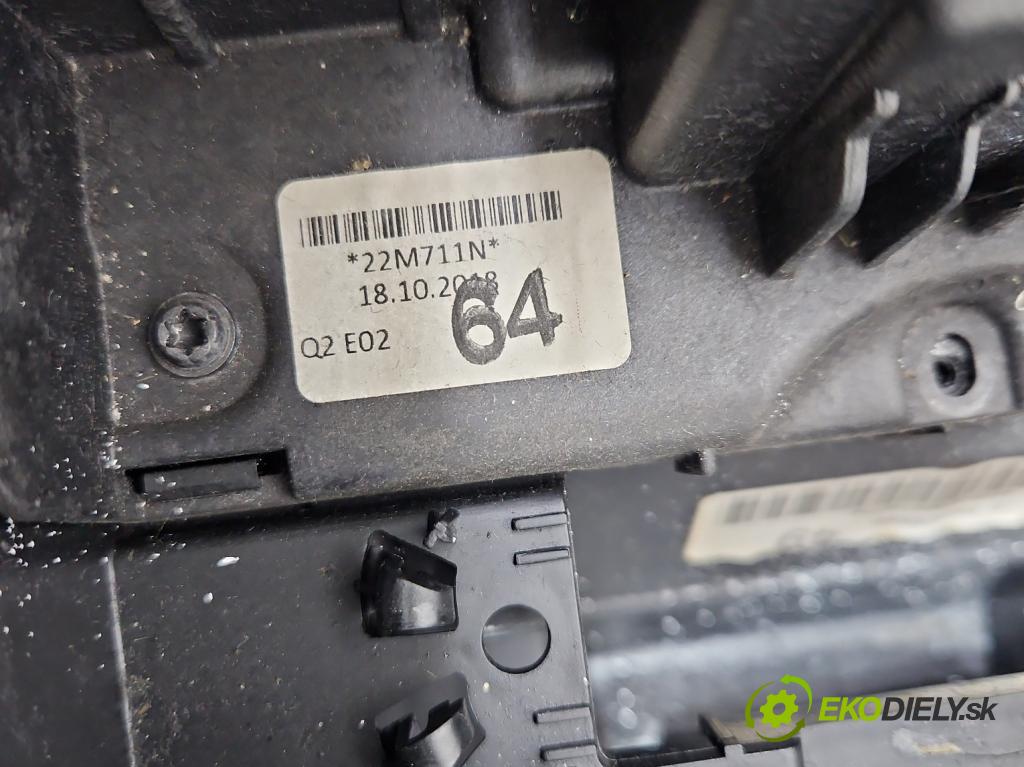 *22M711N*
18.10.2018
64
Q2 E02
EKODIELY.sk